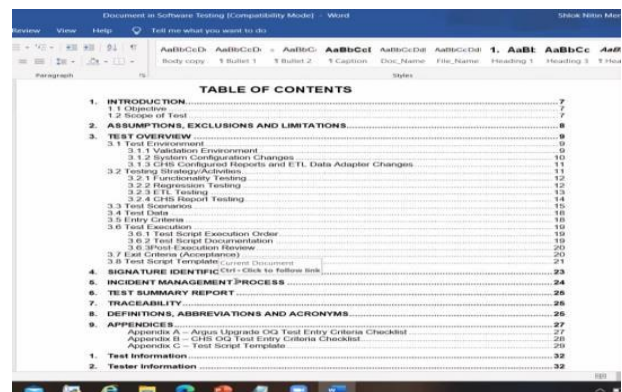 Document in Software Testing [Compatibility Mode] - Word
Shlok Nitin Mer
Review View Help Tell me what you want to do
AaBbCcDc AaBbCcD AaBbC AaBbCcI AaBbCcDdI AaBbCcDdI 1. AaBb AaBbCc AaB
Body copy ¶ Bullet 1 ¶ Bullet 2 ¶ Caption Doc_Name File_Name Heading 1 Heading 3 ¶ Hea
Paragraph Styles
TABLE OF CONTENTS
1. INTRODUCTION 7
1.1 Objective 7
1.2 Scope of Test 7
2. ASSUMPTIONS, EXCLUSIONS AND LIMITATIONS 8
3. TEST OVERVIEW 9
3.1 Test Environment 9
3.1.1 Validation Environment 9
3.1.2 System Configuration Changes 10
3.1.3 CHS Configured Reports and ETL Data Adapter Changes 11
3.2 Testing Strategy/Activities 11
3.2.1 Functionality Testing 12
3.2.2 Regression Testing 12
3.2.3 ETL Testing 13
3.2.4 CHS Report Testing 14
3.3 Test Scenarios 15
3.4 Test Data 18
3.5 Entry Criteria 18
3.6 Test Execution 19
3.6.1 Test Script Execution Order 19
3.6.2 Test Script Documentation 19
3.6.3Post-Execution Review 20
3.7 Exit Criteria (Acceptance) 20
3.8 Test Script Template 21
Current Document
Ctrl + Click to follow link
4. SIGNATURE IDENTIFIC 23
5. INCIDENT MANAGEMENT PROCESS 24
6. TEST SUMMARY REPORT 25
7. TRACEABILITY 25
8. DEFINITIONS, ABBREVIATIONS AND ACRONYMS 26
9. APPENDICES 27
Appendix A – Argus Upgrade OQ Test Entry Criteria Checklist 27
Appendix B – CHS OQ Test Entry Criteria Checklist 28
Appendix C – Test Script Template 29
1. Test Information 32
2. Tester Information 32